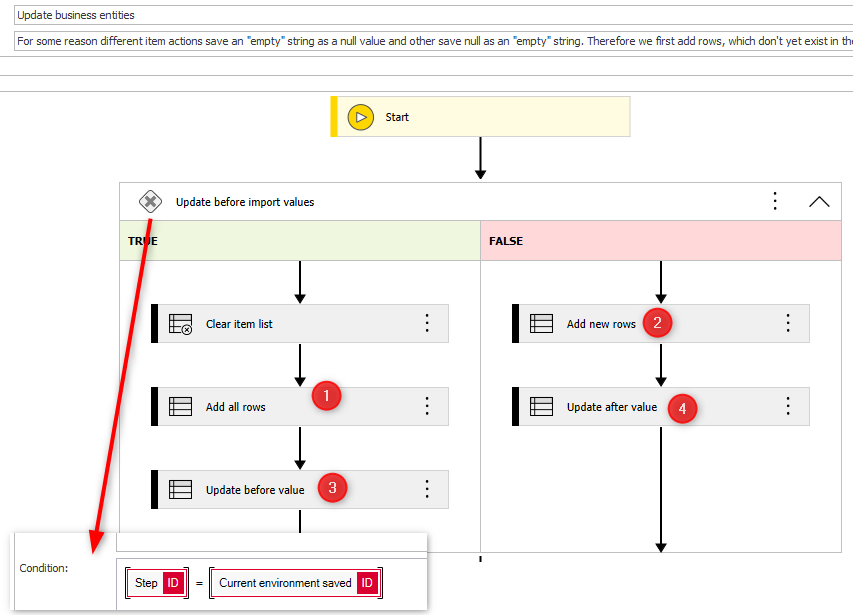 Update business entities
For some reason different item actions save an "empty" string as a null value and other save null as an "empty" string. Therefore we first add rows, which don't yet exist in the
Start
Update before import values
TRUE
FALSE
Clear item list
Add new rows
2
Add all rows
1
Update after value
4
Update before value
3
Condition:
Step ID = Current environment saved ID